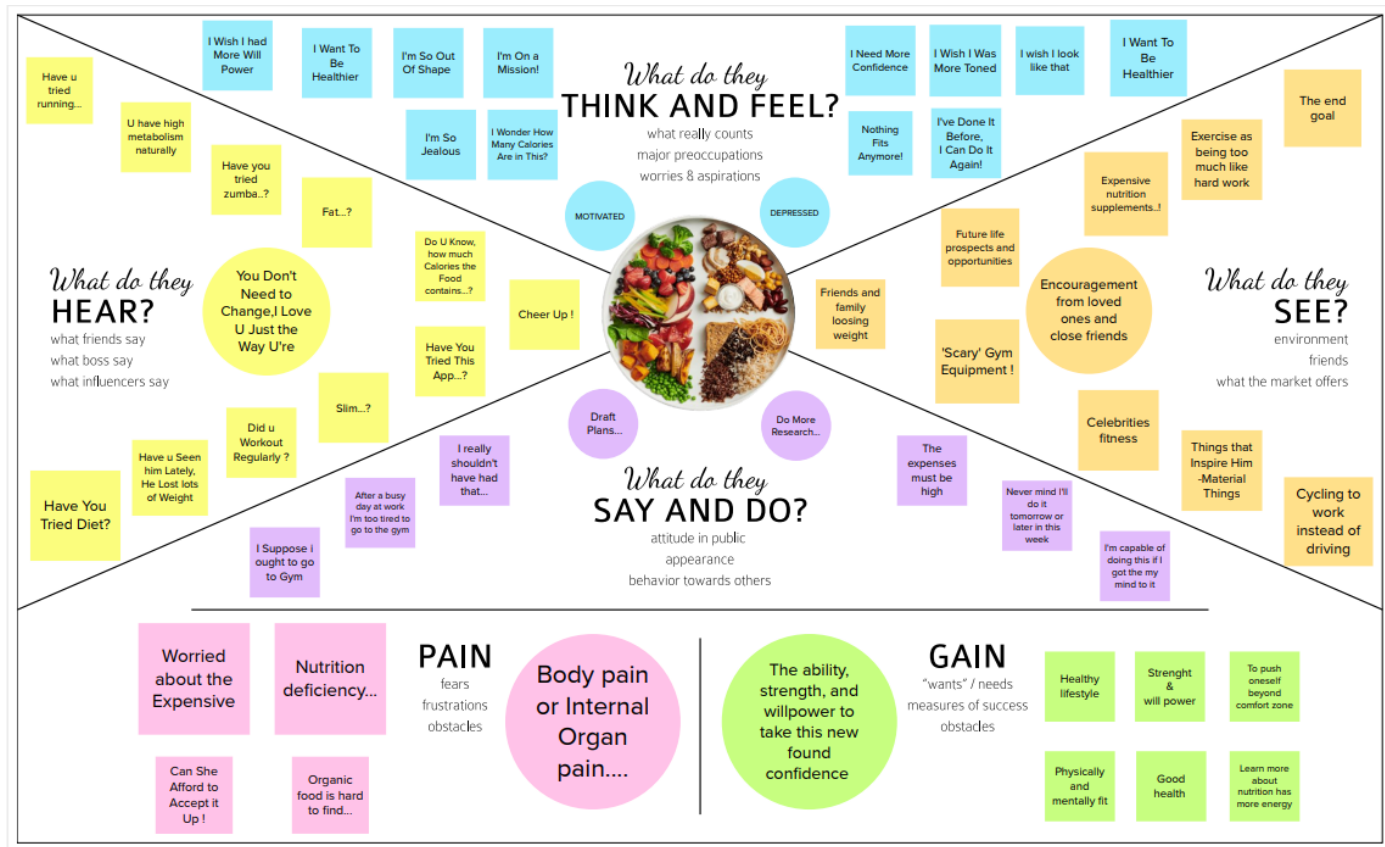 I Wish I had
More Will
Power
I Want To
Be
Healthier
I'm So Out
Of Shape
I'm On a
Mission!
I'm So
Jealous
I Wonder How
Many Calories
Are in This?
What do they
THINK AND FEEL?
what really counts
major preoccupations
worries & aspirations
I Need More
Confidence
I Wish I Was
More Toned
I wish I look
like that
I Want To
Be
Healthier
Nothing
Fits
Anymore!
I've Done It
Before,
I Can Do It
Again!
MOTIVATED
DEPRESSED
Have u
tried
running...
U have high
metabolism
naturally
Have you
tried
zumba..?
Fat...?
Do U Know,
how much
Calories the
Food
contains...?
Cheer Up !
What do they
HEAR?
what friends say
what boss say
what influencers say
You Don't
Need to
Change,I Love
U Just the
Way U're
Have You
Tried This
App...?
Slim...?
Did u
Workout
Regularly ?
Have u Seen
him Lately,
He Lost lots
of Weight
Have You
Tried Diet?
The end
goal
Exercise as
being too
much like
hard work
Expensive
nutrition
supplements..!
Future life
prospects and
opportunities
Friends and
family
loosing
weight
Encouragement
from loved
ones and
close friends
What do they
SEE?
environment
friends
what the market offers
'Scary' Gym
Equipment !
Celebrities
fitness
Things that
Inspire Him
-Material
Things
Cycling to
work
instead of
driving
Draft
Plans...
Do More
Research...
What do they
SAY AND DO?
attitude in public
appearance
behavior towards others
I really
shouldn't
have had
that...
After a busy
day at work
I'm too tired to
go to the gym
I Suppose i
ought to go
to Gym
The
expenses
must be
high
Never mind I'll
do it
tomorrow or
later in this
week
I'm capable of
doing this if I
got the my
mind to it
Worried
about the
Expensive
Nutrition
deficiency...
Can She
Afford to
Accept it
Up !
Organic
food is hard
to find...
PAIN
fears
frustrations
obstacles
Body pain
or Internal
Organ
pain....
The ability,
strength, and
willpower to
take this new
found
confidence
GAIN
"wants" / needs
measures of success
obstacles
Healthy
lifestyle
Strenght
&
will power
To push
oneself
beyond
comfort zone
Physically
and
mentally fit
Good
health
Learn more
about
nutrition has
more energy